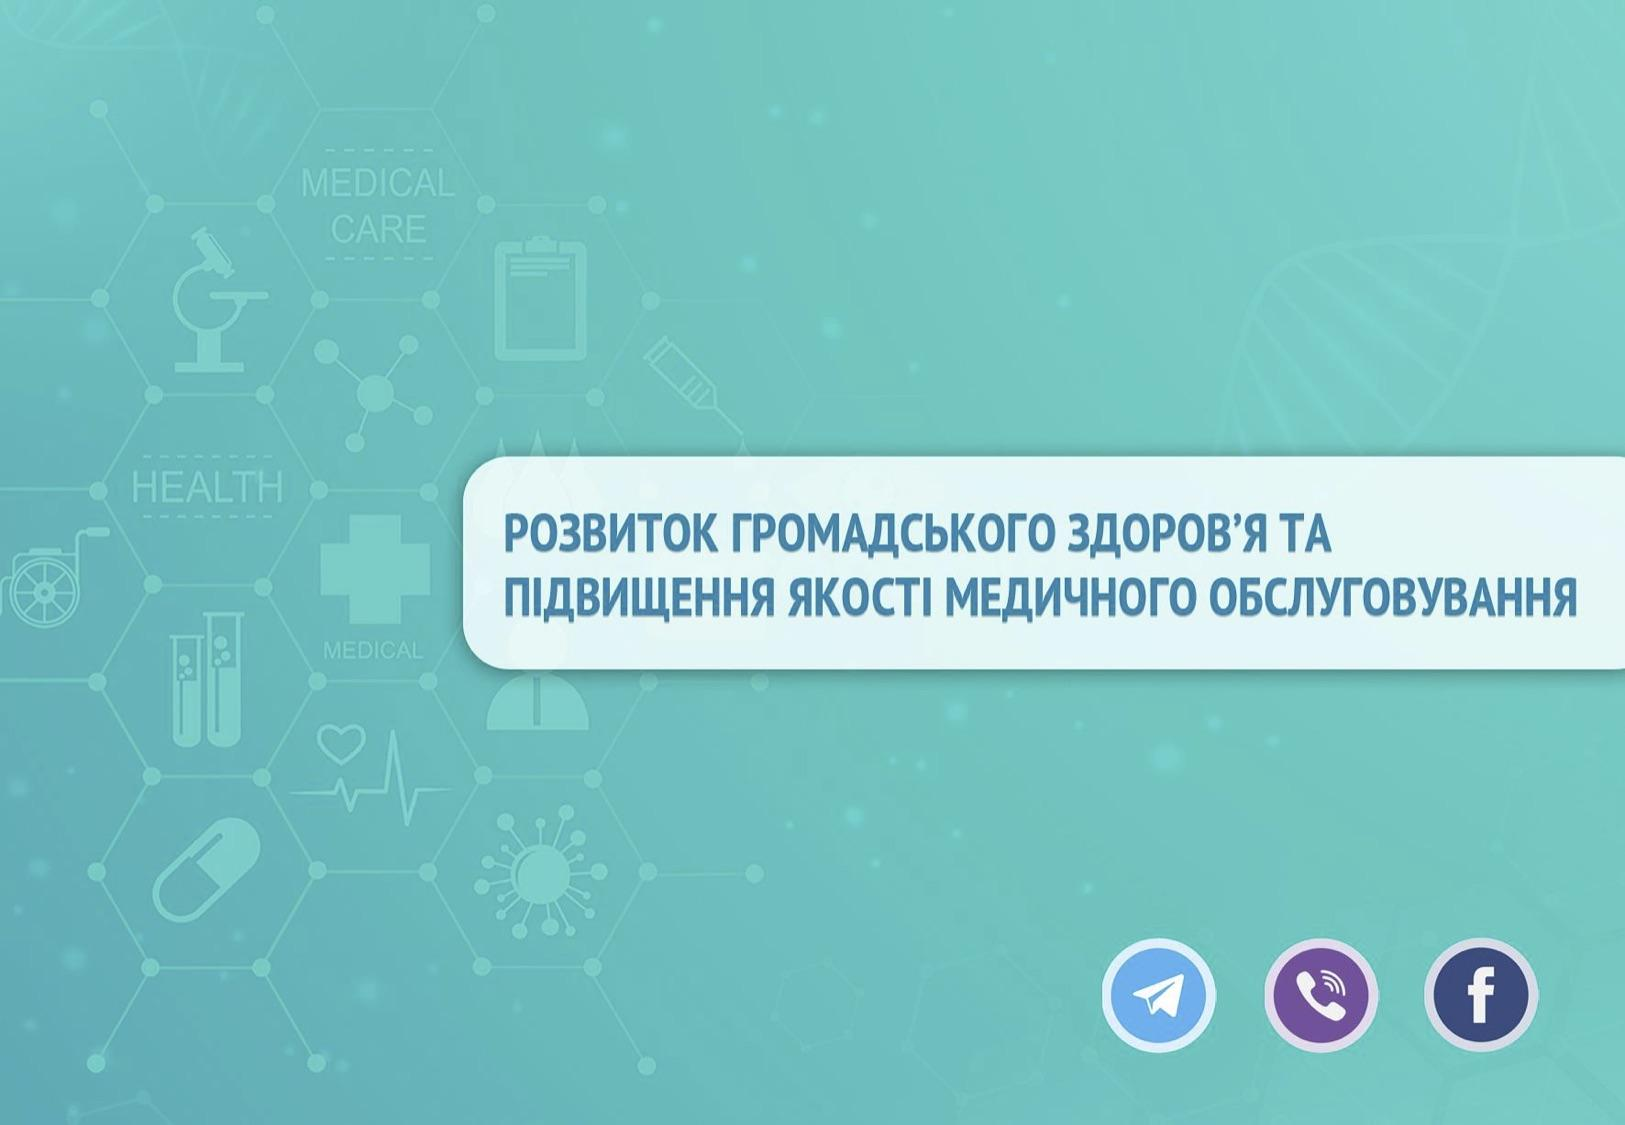 MEDICAL
CARE
HEALTH
РОЗВИТОК ГРОМАДСЬКОГО ЗДОРОВ’Я ТА
ПІДВИЩЕННЯ ЯКОСТІ МЕДИЧНОГО ОБСЛУГОВУВАННЯ
MEDICAL